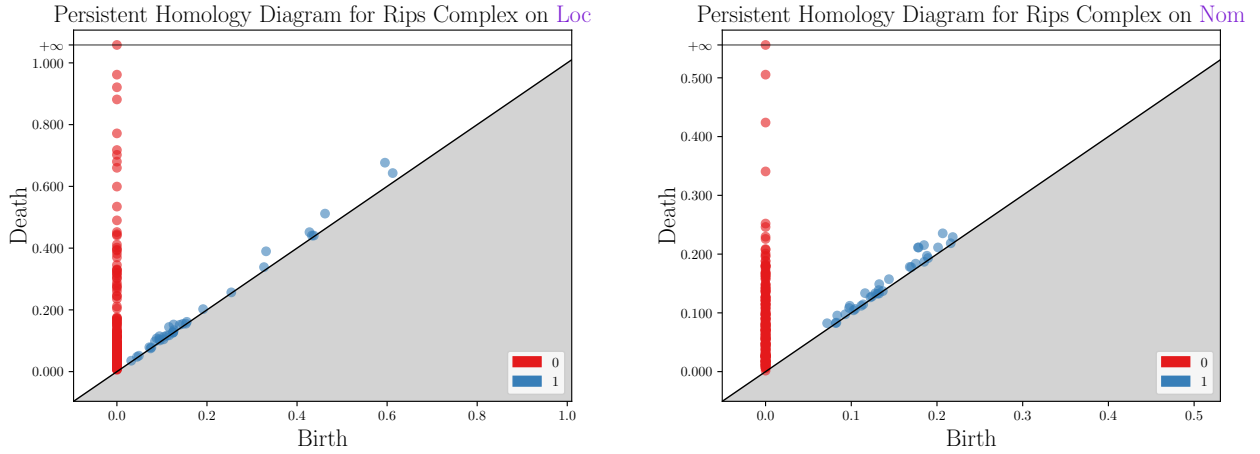 Persistent Homology Diagram for Rips Complex on Loc
+∞
1.000
0.800
0.600
0.400
0.200
0.000
Death
0.0 0.2 0.4 0.6 0.8 1.0
Birth
0
1
Persistent Homology Diagram for Rips Complex on Nom
+∞
0.500
0.400
0.300
0.200
0.100
0.000
Death
0.0 0.1 0.2 0.3 0.4 0.5
Birth
0
1